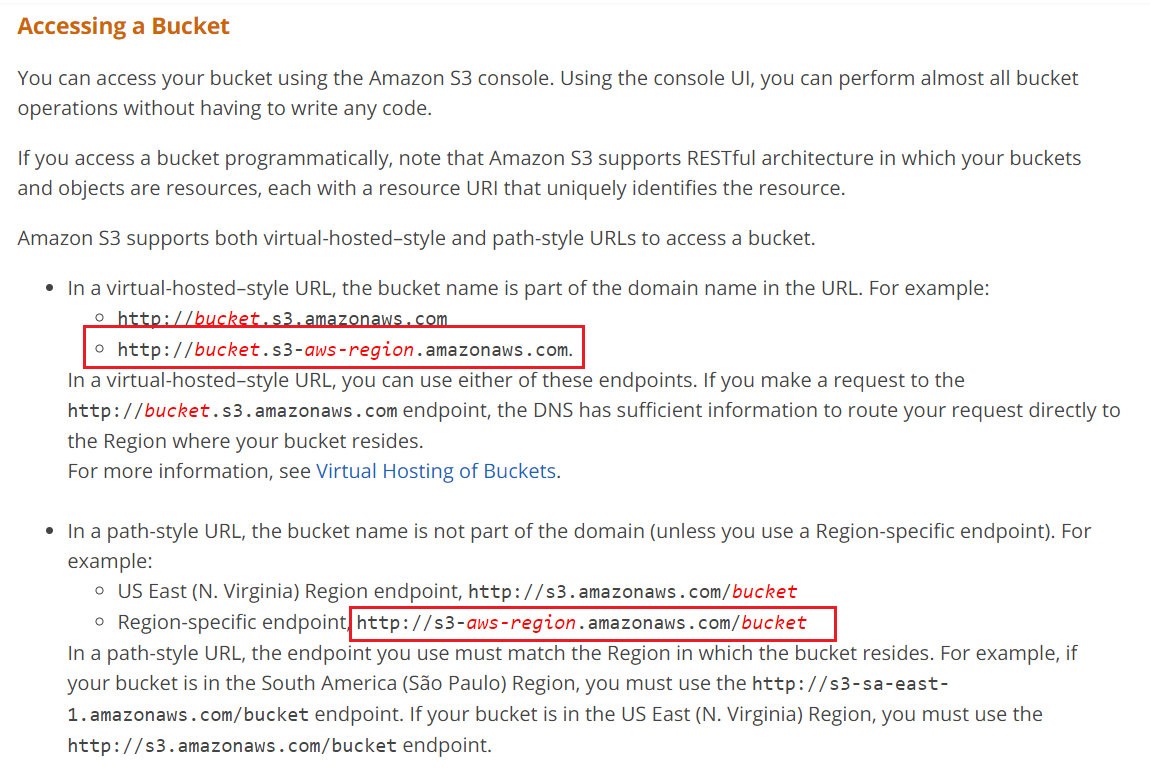 Accessing a Bucket
You can access your bucket using the Amazon S3 console. Using the console UI, you can perform almost all bucket
operations without having to write any code.
If you access a bucket programmatically, note that Amazon S3 supports RESTful architecture in which your buckets
and objects are resources, each with a resource URI that uniquely identifies the resource.
Amazon S3 supports both virtual-hosted–style and path-style URLs to access a bucket.
In a virtual-hosted–style URL, the bucket name is part of the domain name in the URL. For example:
http://bucket.s3.amazonaws.com
http://bucket.s3-aws-region.amazonaws.com.
In a virtual-hosted–style URL, you can use either of these endpoints. If you make a request to the
http://bucket.s3.amazonaws.com endpoint, the DNS has sufficient information to route your request directly to
the Region where your bucket resides.
For more information, see Virtual Hosting of Buckets.
In a path-style URL, the bucket name is not part of the domain (unless you use a Region-specific endpoint). For
example:
US East (N. Virginia) Region endpoint, http://s3.amazonaws.com/bucket
Region-specific endpoint, http://s3-aws-region.amazonaws.com/bucket
In a path-style URL, the endpoint you use must match the Region in which the bucket resides. For example, if
your bucket is in the South America (São Paulo) Region, you must use the http://s3-sa-east-
1.amazonaws.com/bucket endpoint. If your bucket is in the US East (N. Virginia) Region, you must use the
http://s3.amazonaws.com/bucket endpoint.